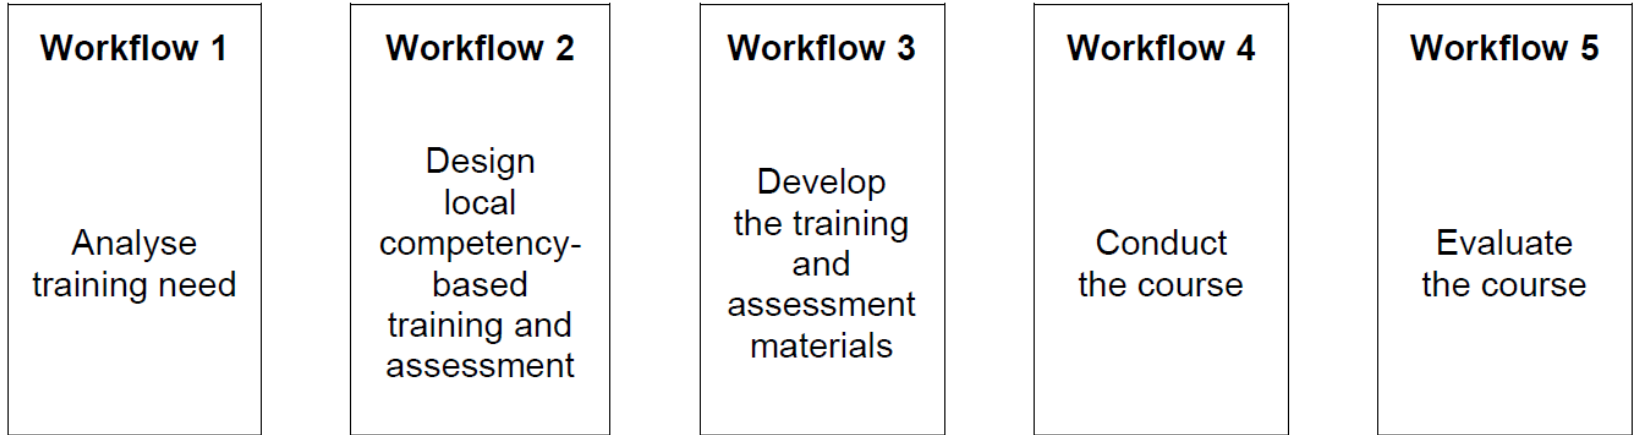 Workflow 1
Analyse
training need
Workflow 2
Design
local
competency-
based
training and
assessment
Workflow 3
Develop
the training
and
assessment
materials
Workflow 4
Conduct
the course
Workflow 5
Evaluate
the course